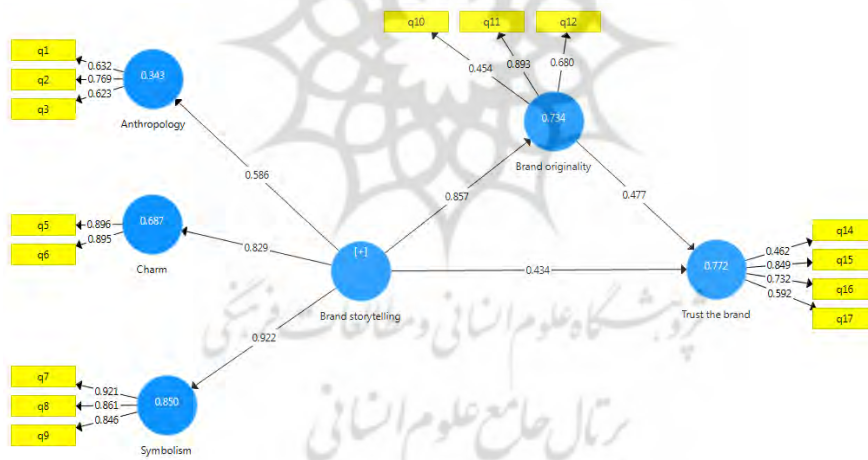 q10
q11
q12
q1
q2
q3
0.632
0.769
0.623
0.343
Anthropology
0.454
0.893
0.680
0.734
Brand originality
0.586
0.857
0.477
q5
q6
0.896
0.895
0.687
Charm
0.829
[+]
Brand storytelling
0.434
0.772
Trust the brand
0.462
0.849
0.732
0.592
q14
q15
q16
q17
0.922
q7
q8
q9
0.921
0.861
0.846
0.850
Symbolism
پژوهشگاه علوم انسانی و مطالعات فرهنگی
پرتال جامع علوم انسانی